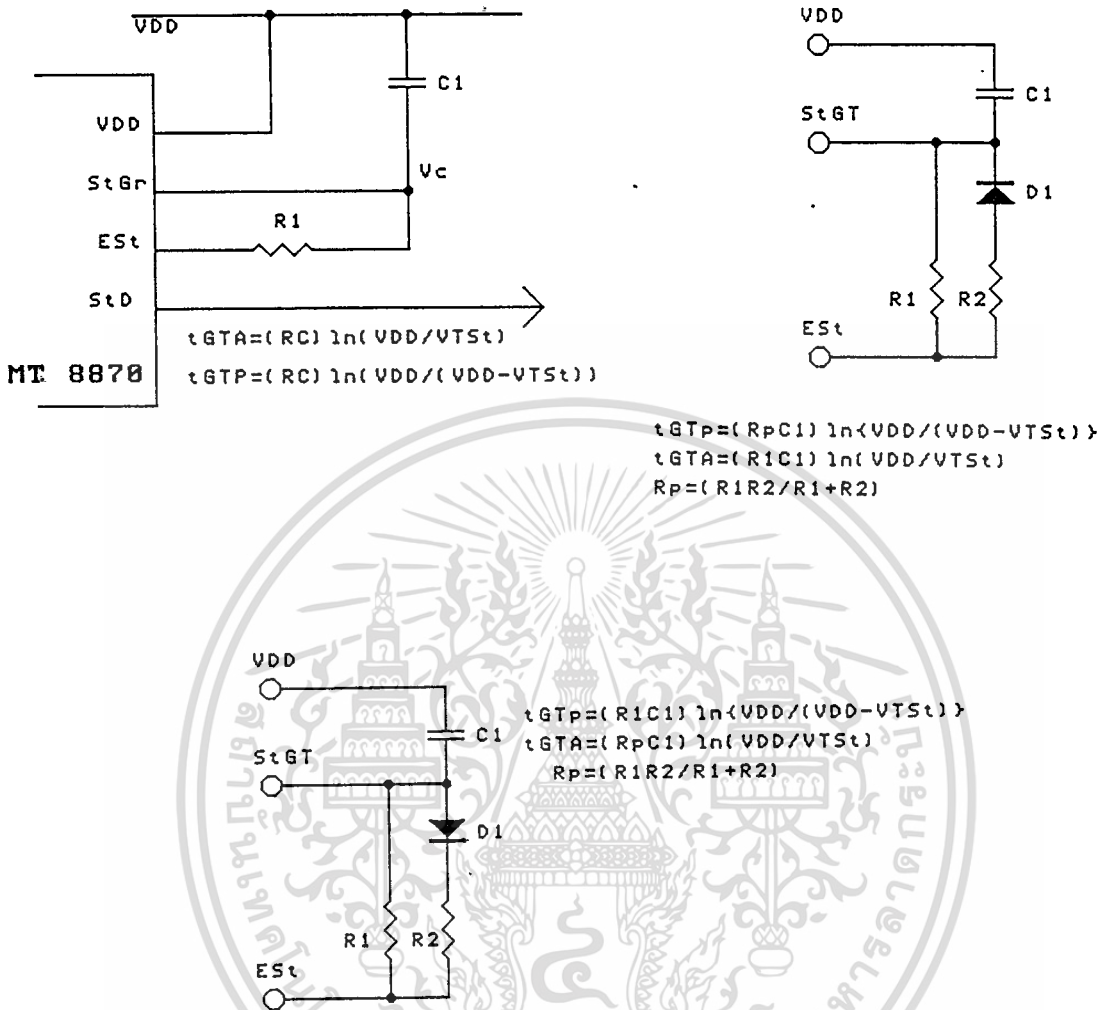 VDD
C1
VDD
StGr
Vc
R1
ESt
StD
tGTA=(RC) ln(VDD/VTSt)
MT 8870
tGTP=(RC) ln(VDD/(VDD-VTSt))
VDD
C1
StGT
D1
R1
R2
ESt
tGTp=(RpC1) ln{VDD/(VDD-VTSt)}
tGTA=(R1C1) ln(VDD/VTSt)
Rp=(R1R2/R1+R2)
VDD
C1
StGT
D1
R1
R2
ESt
tGTp=(R1C1) ln{VDD/(VDD-VTSt)}
tGTA=(RpC1) ln(VDD/VTSt)
Rp=(R1R2/R1+R2)